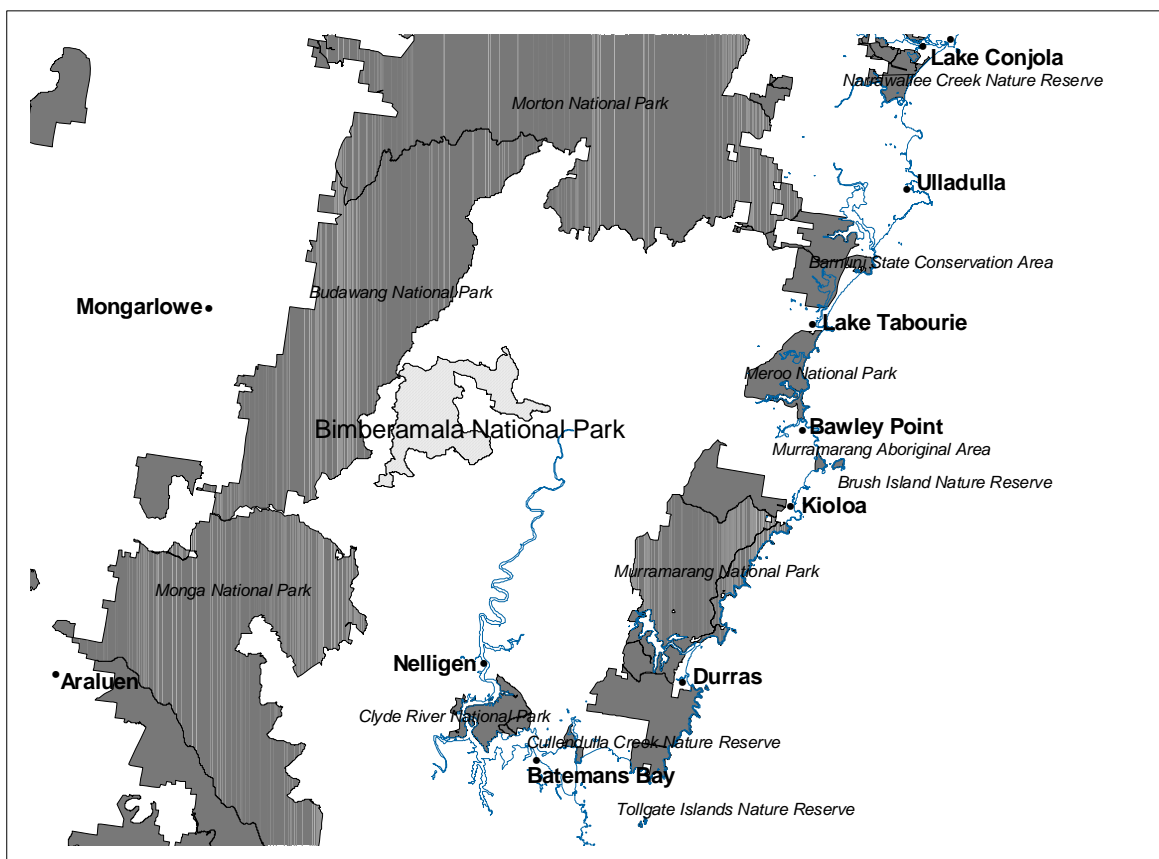 Lake Conjola
Narrawallee Creek Nature Reserve
Morton National Park
Ulladulla
Barnunj State Conservation Area
Budawang National Park
Mongarlowe
Lake Tabourie
Meroo National Park
Bimberamala National Park
Bawley Point
Murramarang Aboriginal Area
Brush Island Nature Reserve
Kioloa
Murramarang National Park
Monga National Park
Nelligen
Araluen
Durras
Clyde River National Park
Cullendulla Creek Nature Reserve
Batemans Bay
Tollgate Islands Nature Reserve